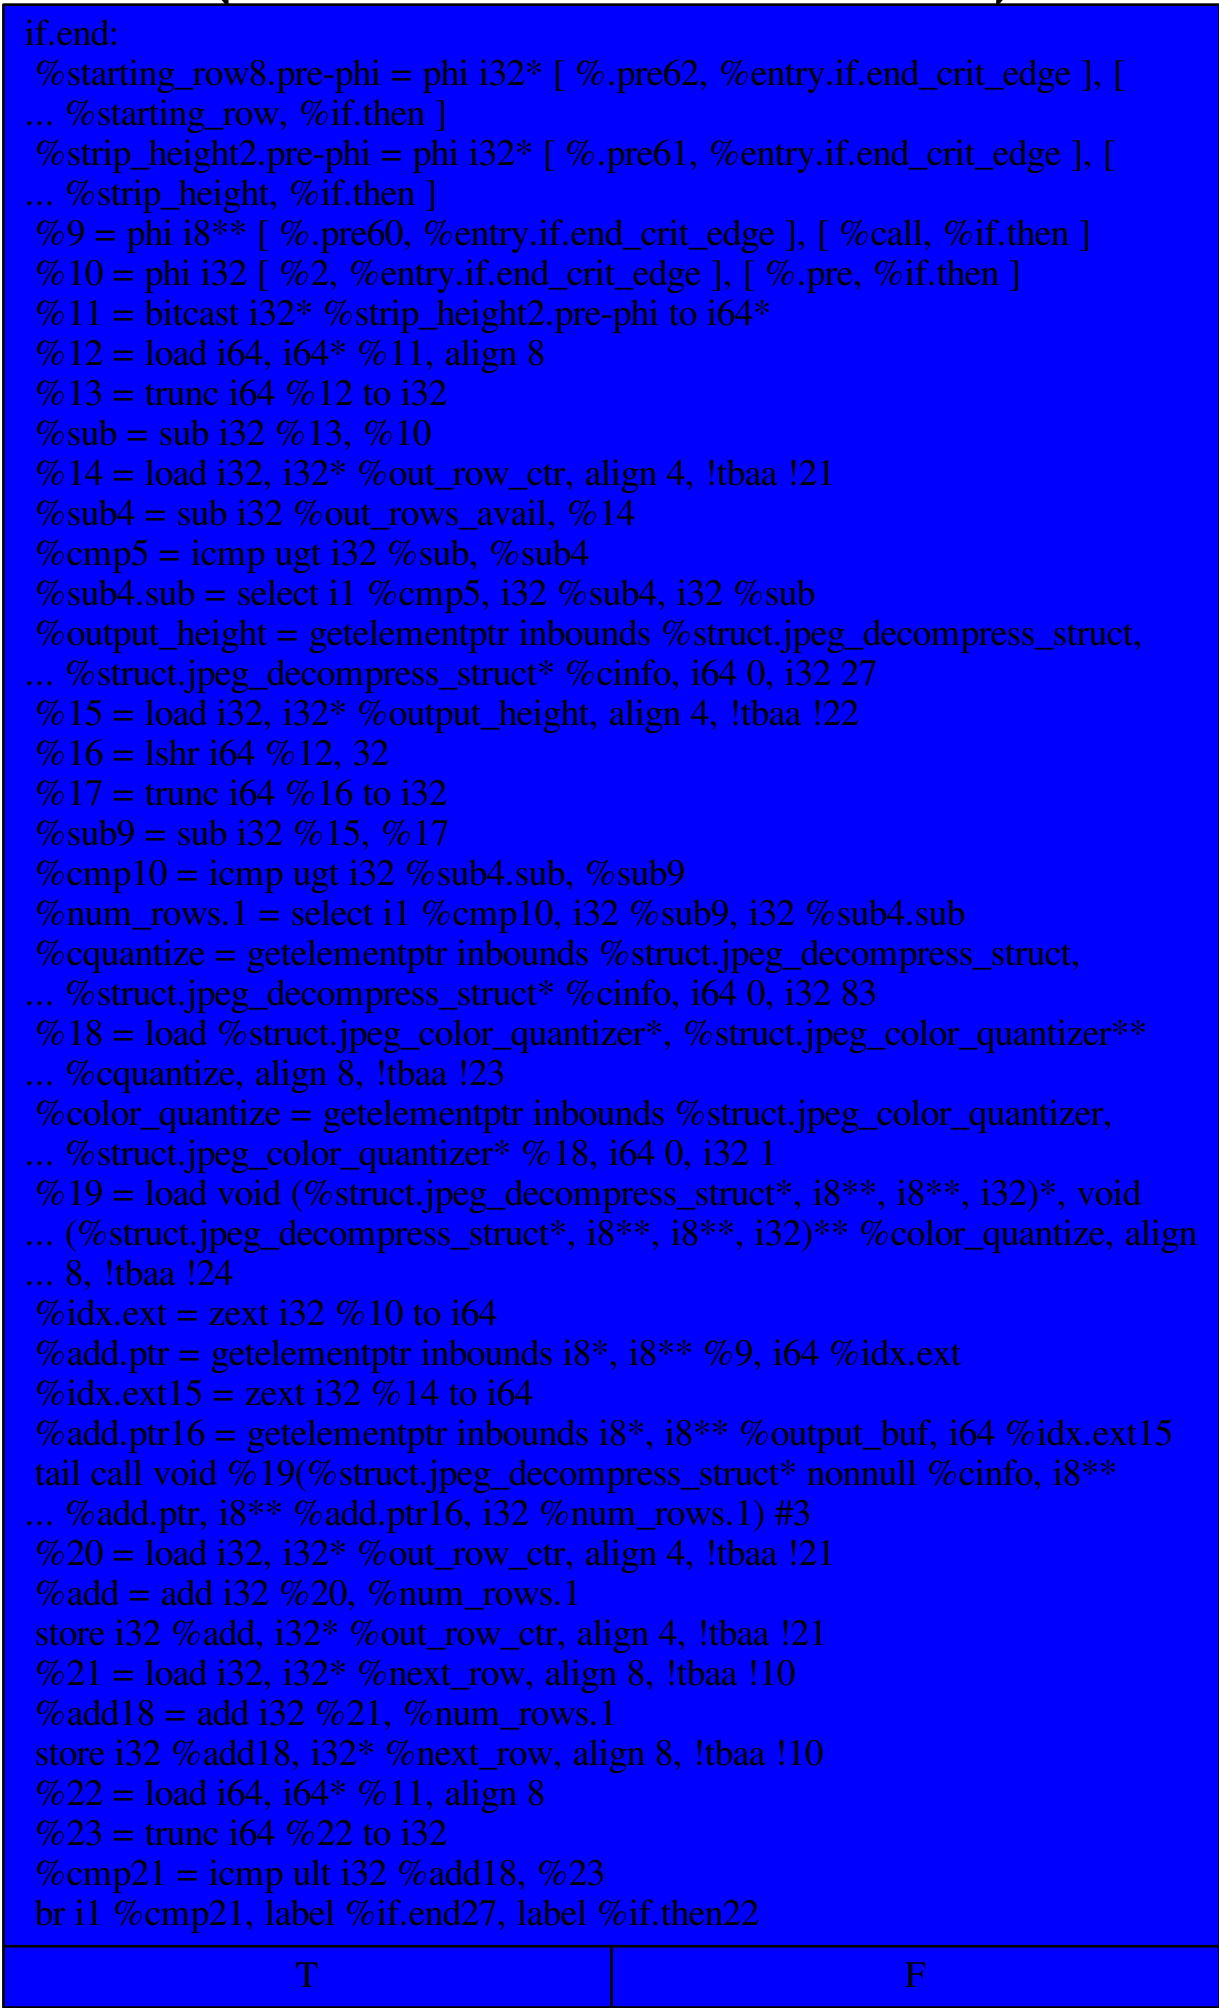 if.end:
%starting_row8.pre-phi = phi i32* [ %.pre62, %entry.if.end_crit_edge ], [
... %starting_row, %if.then ]
%strip_height2.pre-phi = phi i32* [ %.pre61, %entry.if.end_crit_edge ], [
... %strip_height, %if.then ]
%9 = phi i8** [ %.pre60, %entry.if.end_crit_edge ], [ %call, %if.then ]
%10 = phi i32 [ %2, %entry.if.end_crit_edge ], [ %.pre, %if.then ]
%11 = bitcast i32* %strip_height2.pre-phi to i64*
%12 = load i64, i64* %11, align 8
%13 = trunc i64 %12 to i32
%sub = sub i32 %13, %10
%14 = load i32, i32* %out_row_ctr, align 4, !tbaa !21
%sub4 = sub i32 %out_rows_avail, %14
%cmp5 = icmp ugt i32 %sub, %sub4
%sub4.sub = select i1 %cmp5, i32 %sub4, i32 %sub
%output_height = getelementptr inbounds %struct.jpeg_decompress_struct,
... %struct.jpeg_decompress_struct* %cinfo, i64 0, i32 27
%15 = load i32, i32* %output_height, align 4, !tbaa !22
%16 = lshr i64 %12, 32
%17 = trunc i64 %16 to i32
%sub9 = sub i32 %15, %17
%cmp10 = icmp ugt i32 %sub4.sub, %sub9
%num_rows.1 = select i1 %cmp10, i32 %sub9, i32 %sub4.sub
%cquantize = getelementptr inbounds %struct.jpeg_decompress_struct,
... %struct.jpeg_decompress_struct* %cinfo, i64 0, i32 83
%18 = load %struct.jpeg_color_quantizer*, %struct.jpeg_color_quantizer**
... %cquantize, align 8, !tbaa !23
%color_quantize = getelementptr inbounds %struct.jpeg_color_quantizer,
... %struct.jpeg_color_quantizer* %18, i64 0, i32 1
%19 = load void (%struct.jpeg_decompress_struct*, i8**, i8**, i32)*, void
... (%struct.jpeg_decompress_struct*, i8**, i8**, i32)** %color_quantize, align
... 8, !tbaa !24
%idx.ext = zext i32 %10 to i64
%add.ptr = getelementptr inbounds i8*, i8** %9, i64 %idx.ext
%idx.ext15 = zext i32 %14 to i64
%add.ptr16 = getelementptr inbounds i8*, i8** %output_buf, i64 %idx.ext15
tail call void %19(%struct.jpeg_decompress_struct* nonnull %cinfo, i8**
... %add.ptr, i8** %add.ptr16, i32 %num_rows.1) #3
%20 = load i32, i32* %out_row_ctr, align 4, !tbaa !21
%add = add i32 %20, %num_rows.1
store i32 %add, i32* %out_row_ctr, align 4, !tbaa !21
%21 = load i32, i32* %next_row, align 8, !tbaa !10
%add18 = add i32 %21, %num_rows.1
store i32 %add18, i32* %next_row, align 8, !tbaa !10
%22 = load i64, i64* %11, align 8
%23 = trunc i64 %22 to i32
%cmp21 = icmp ult i32 %add18, %23
br i1 %cmp21, label %if.end27, label %if.then22
T F